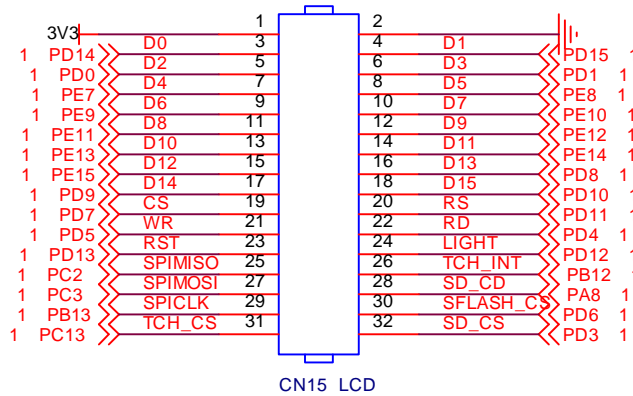 1 2
3V3
3 D0 4 D1
1 PD14 PD15 1
5 D2 6 D3
1 PD0 PD1 1
7 D4 8 D5
1 PE7 PE8 1
9 D6 10 D7
1 PE9 PE10 1
11 D8 12 D9
1 PE11 PE12 1
13 D10 14 D11
1 PE13 PE14 1
15 D12 16 D13
1 PE15 PD8 1
17 D14 18 D15
1 PD9 PD10 1
19 CS 20 RS
1 PD7 PD11 1
21 WR 22 RD
1 PD5 PD4 1
23 RST 24 LIGHT
1 PD13 PD12 1
25 SPIMISO 26 TCH_INT
1 PC2 PB12 1
27 SPIMOSI 28 SD_CD
1 PC3 PA8 1
29 SPICLK 30 SFLASH_CS
1 PB13 PD6 1
31 TCH_CS 32 SD_CS
1 PC13 PD3 1
CN15 LCD